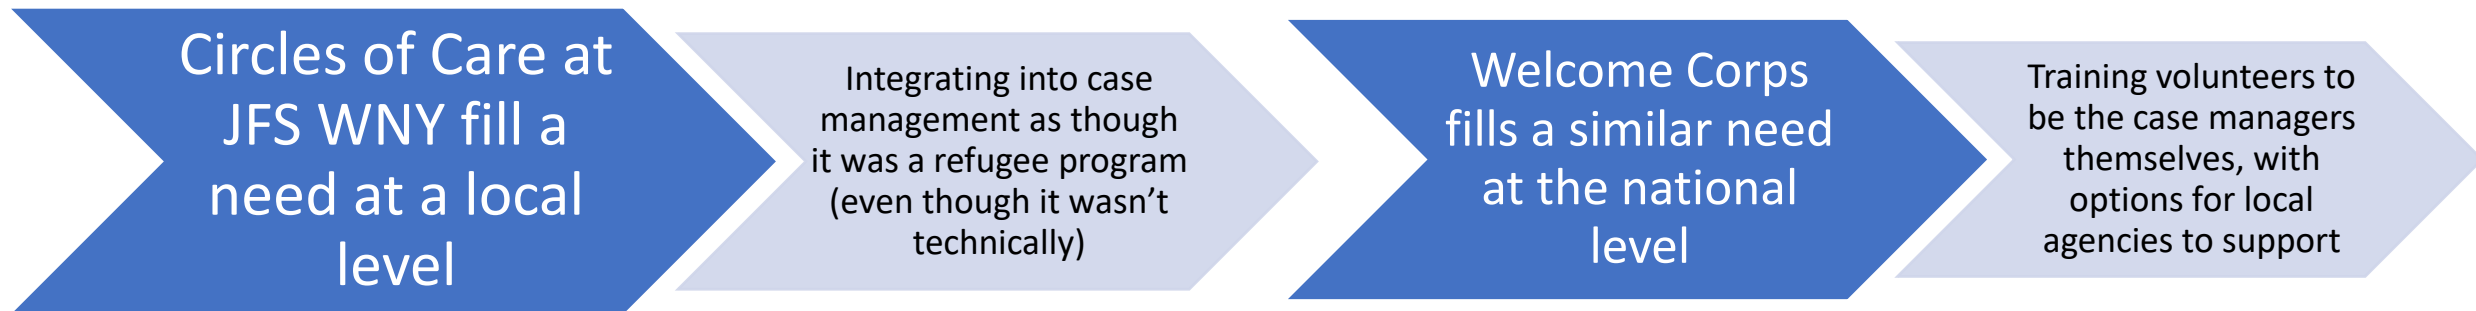 Circles of Care at
JFS WNY fill a
need at a local
level
Integrating into case
management as though
it was a refugee program
(even though it wasn’t
technically)
Welcome Corps
fills a similar need
at the national
level
Training volunteers to
be the case managers
themselves, with
options for local
agencies to support